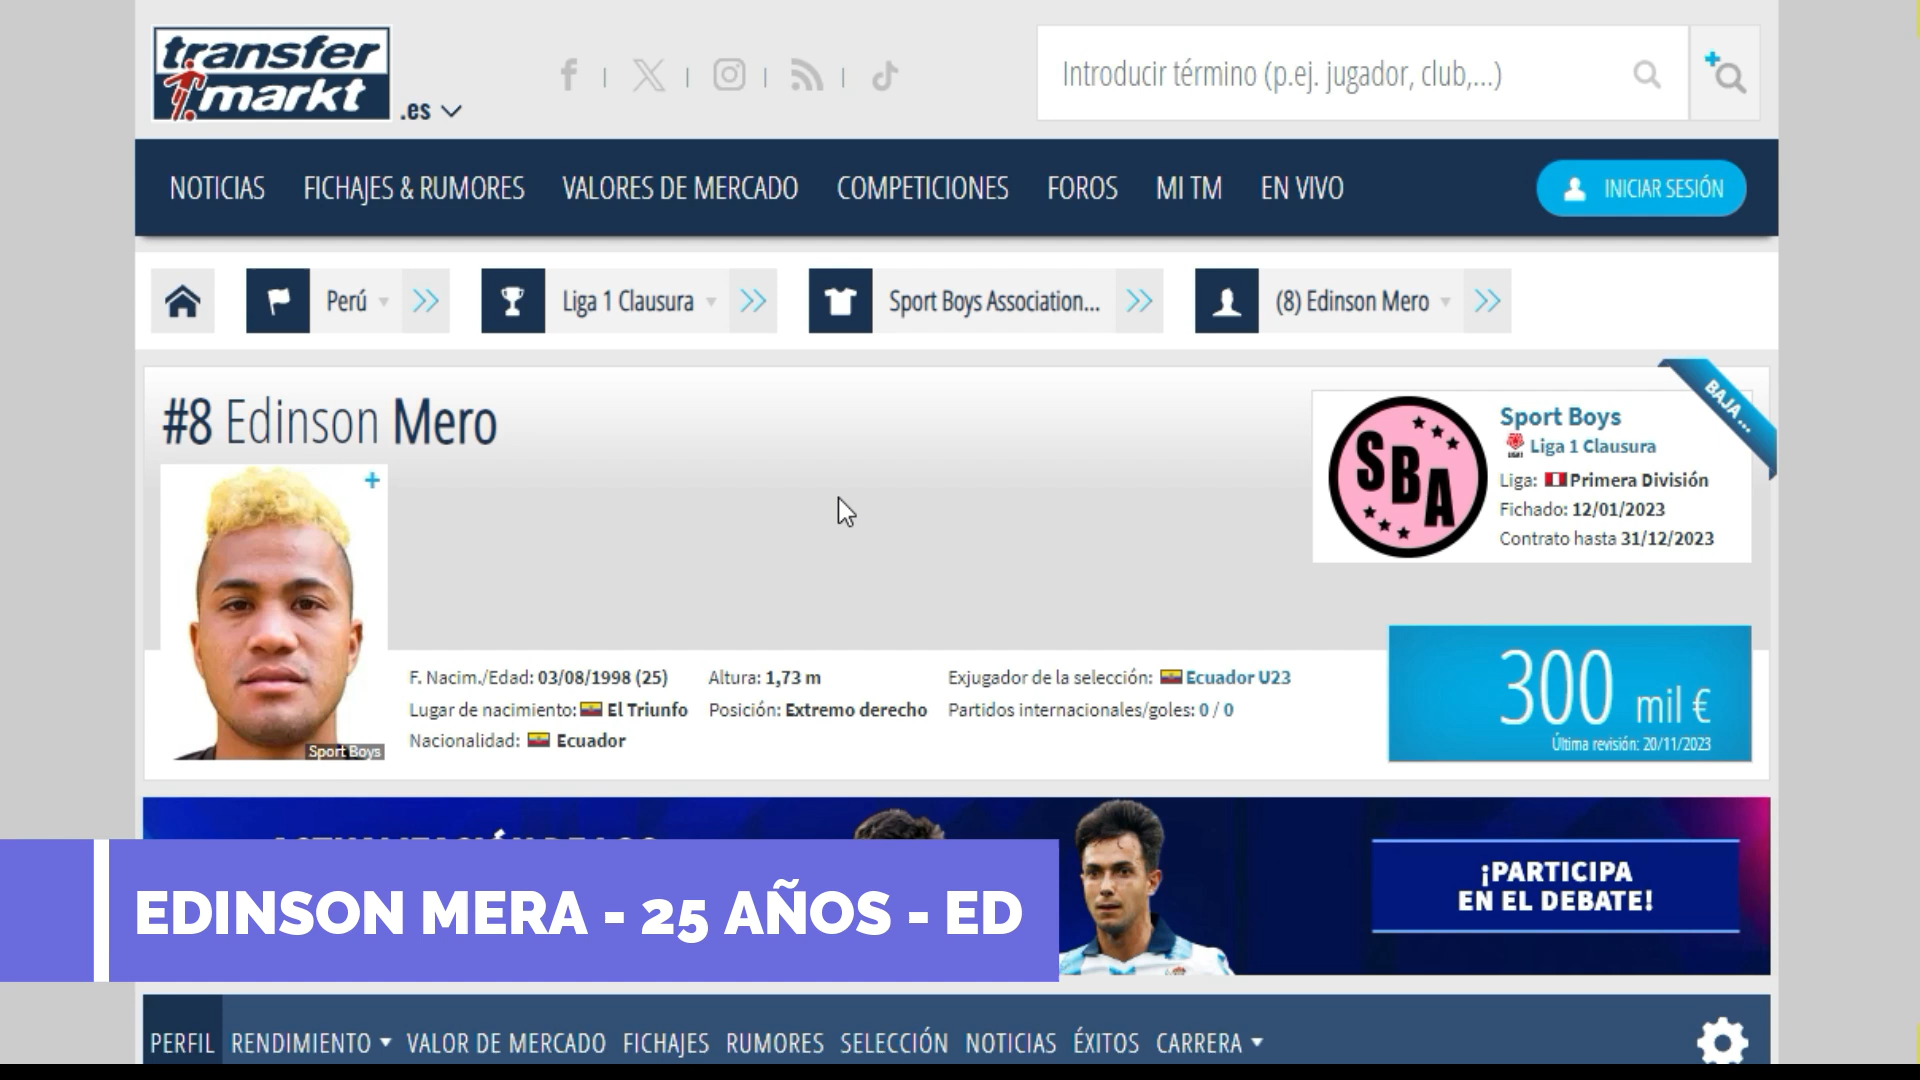 transfer
markt
.es
Introducir término (p.ej. jugador, club,...)
NOTICIAS FICHAJES & RUMORES VALORES DE MERCADO COMPETICIONES FOROS MI TM EN VIVO INICIAR SESIÓN
Perú Liga 1 Clausura Sport Boys Association... (8) Edinson Mero
#8 Edinson Mero
BAJA ...
SBA
Sport Boys
Liga 1 Clausura
Liga: Primera División
Fichado: 12/01/2023
Contrato hasta 31/12/2023
Sport Boys
F. Nacim./Edad: 03/08/1998 (25) Altura: 1,73 m Exjugador de la selección: Ecuador U23
Lugar de nacimiento: El Triunfo Posición: Extremo derecho Partidos internacionales/goles: 0 / 0
Nacionalidad: Ecuador
300 mil €
Última revisión: 20/11/2023
¡PARTICIPA
EN EL DEBATE!
EDINSON MERA - 25 AÑOS - ED
PERFIL RENDIMIENTO VALOR DE MERCADO FICHAJES RUMORES SELECCIÓN NOTICIAS ÉXITOS CARRERA